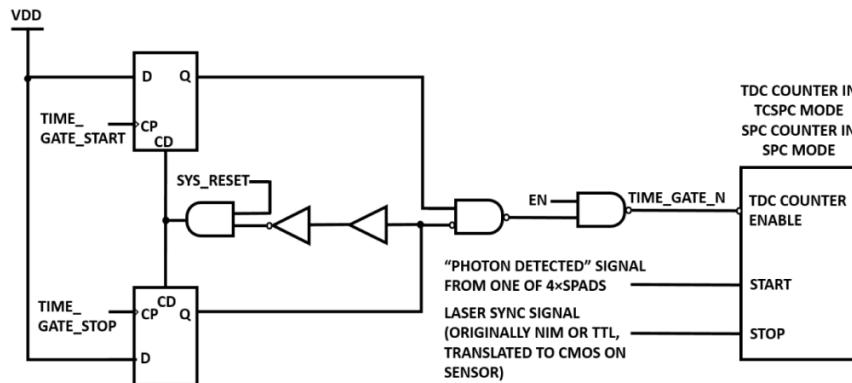 VDD
D
Q
TIME_
GATE_START
CP
CD
SYS_RESET
EN
TIME_GATE_N
TDC COUNTER IN
TCSPC MODE
SPC COUNTER IN
SPC MODE
TDC COUNTER
ENABLE
"PHOTON DETECTED" SIGNAL
FROM ONE OF 4×SPADS
START
LASER SYNC SIGNAL
(ORIGINALLY NIM OR TTL,
TRANSLATED TO CMOS ON
SENSOR)
STOP
TIME_
GATE_STOP
CD
CP
Q
D